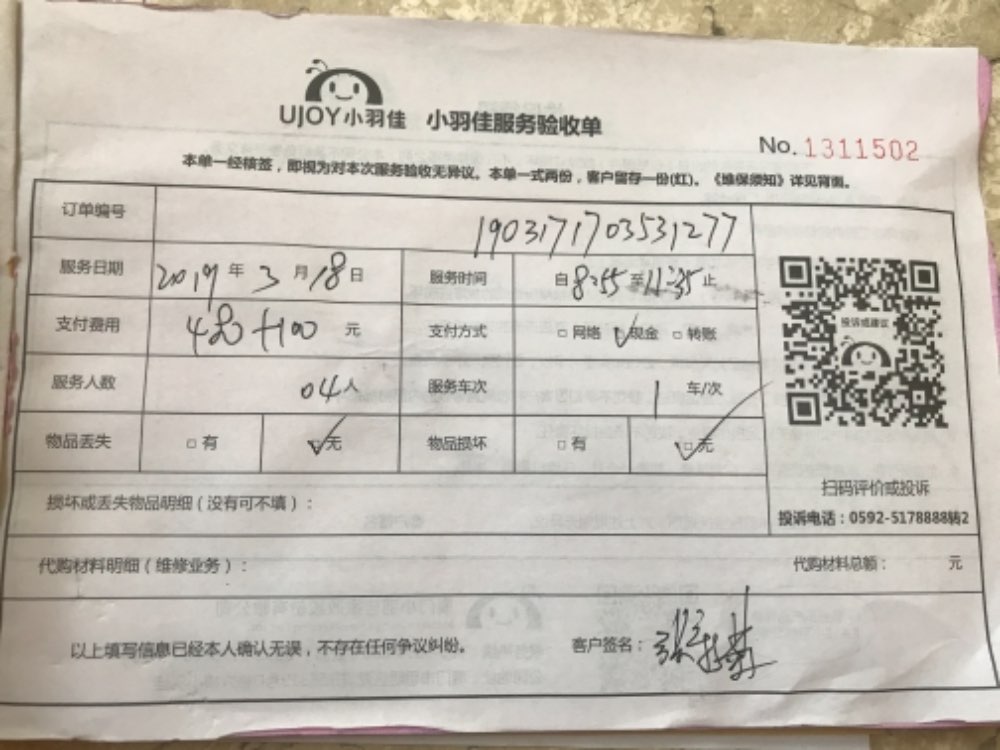 UJOY小羽佳 小羽佳服务验收单
No. 1311502
本单一经核签，即视为对本次服务验收无异议。本单一式两份，客户留存一份(红)。《维保须知》详见背面。
订单编号 190317170353127​7
服务日期 2019 年 3 月 18 日 服务时间 自 8:55 至 11:35 止
支付费用 480+100 元 支付方式 网络 现金 转账
投诉或建议
服务人数 04人 服务车次 1 车/次
物品丢失 有 无 物品损坏 有 无
扫码评价或投诉
损坏或丢失物品明细（没有可不填）：
投诉电话：0592-5178888转2
代购材料明细（维修业务）： 代购材料总额： 元
以上填写信息已经本人确认无误，不存在任何争议纠纷。 客户签名：